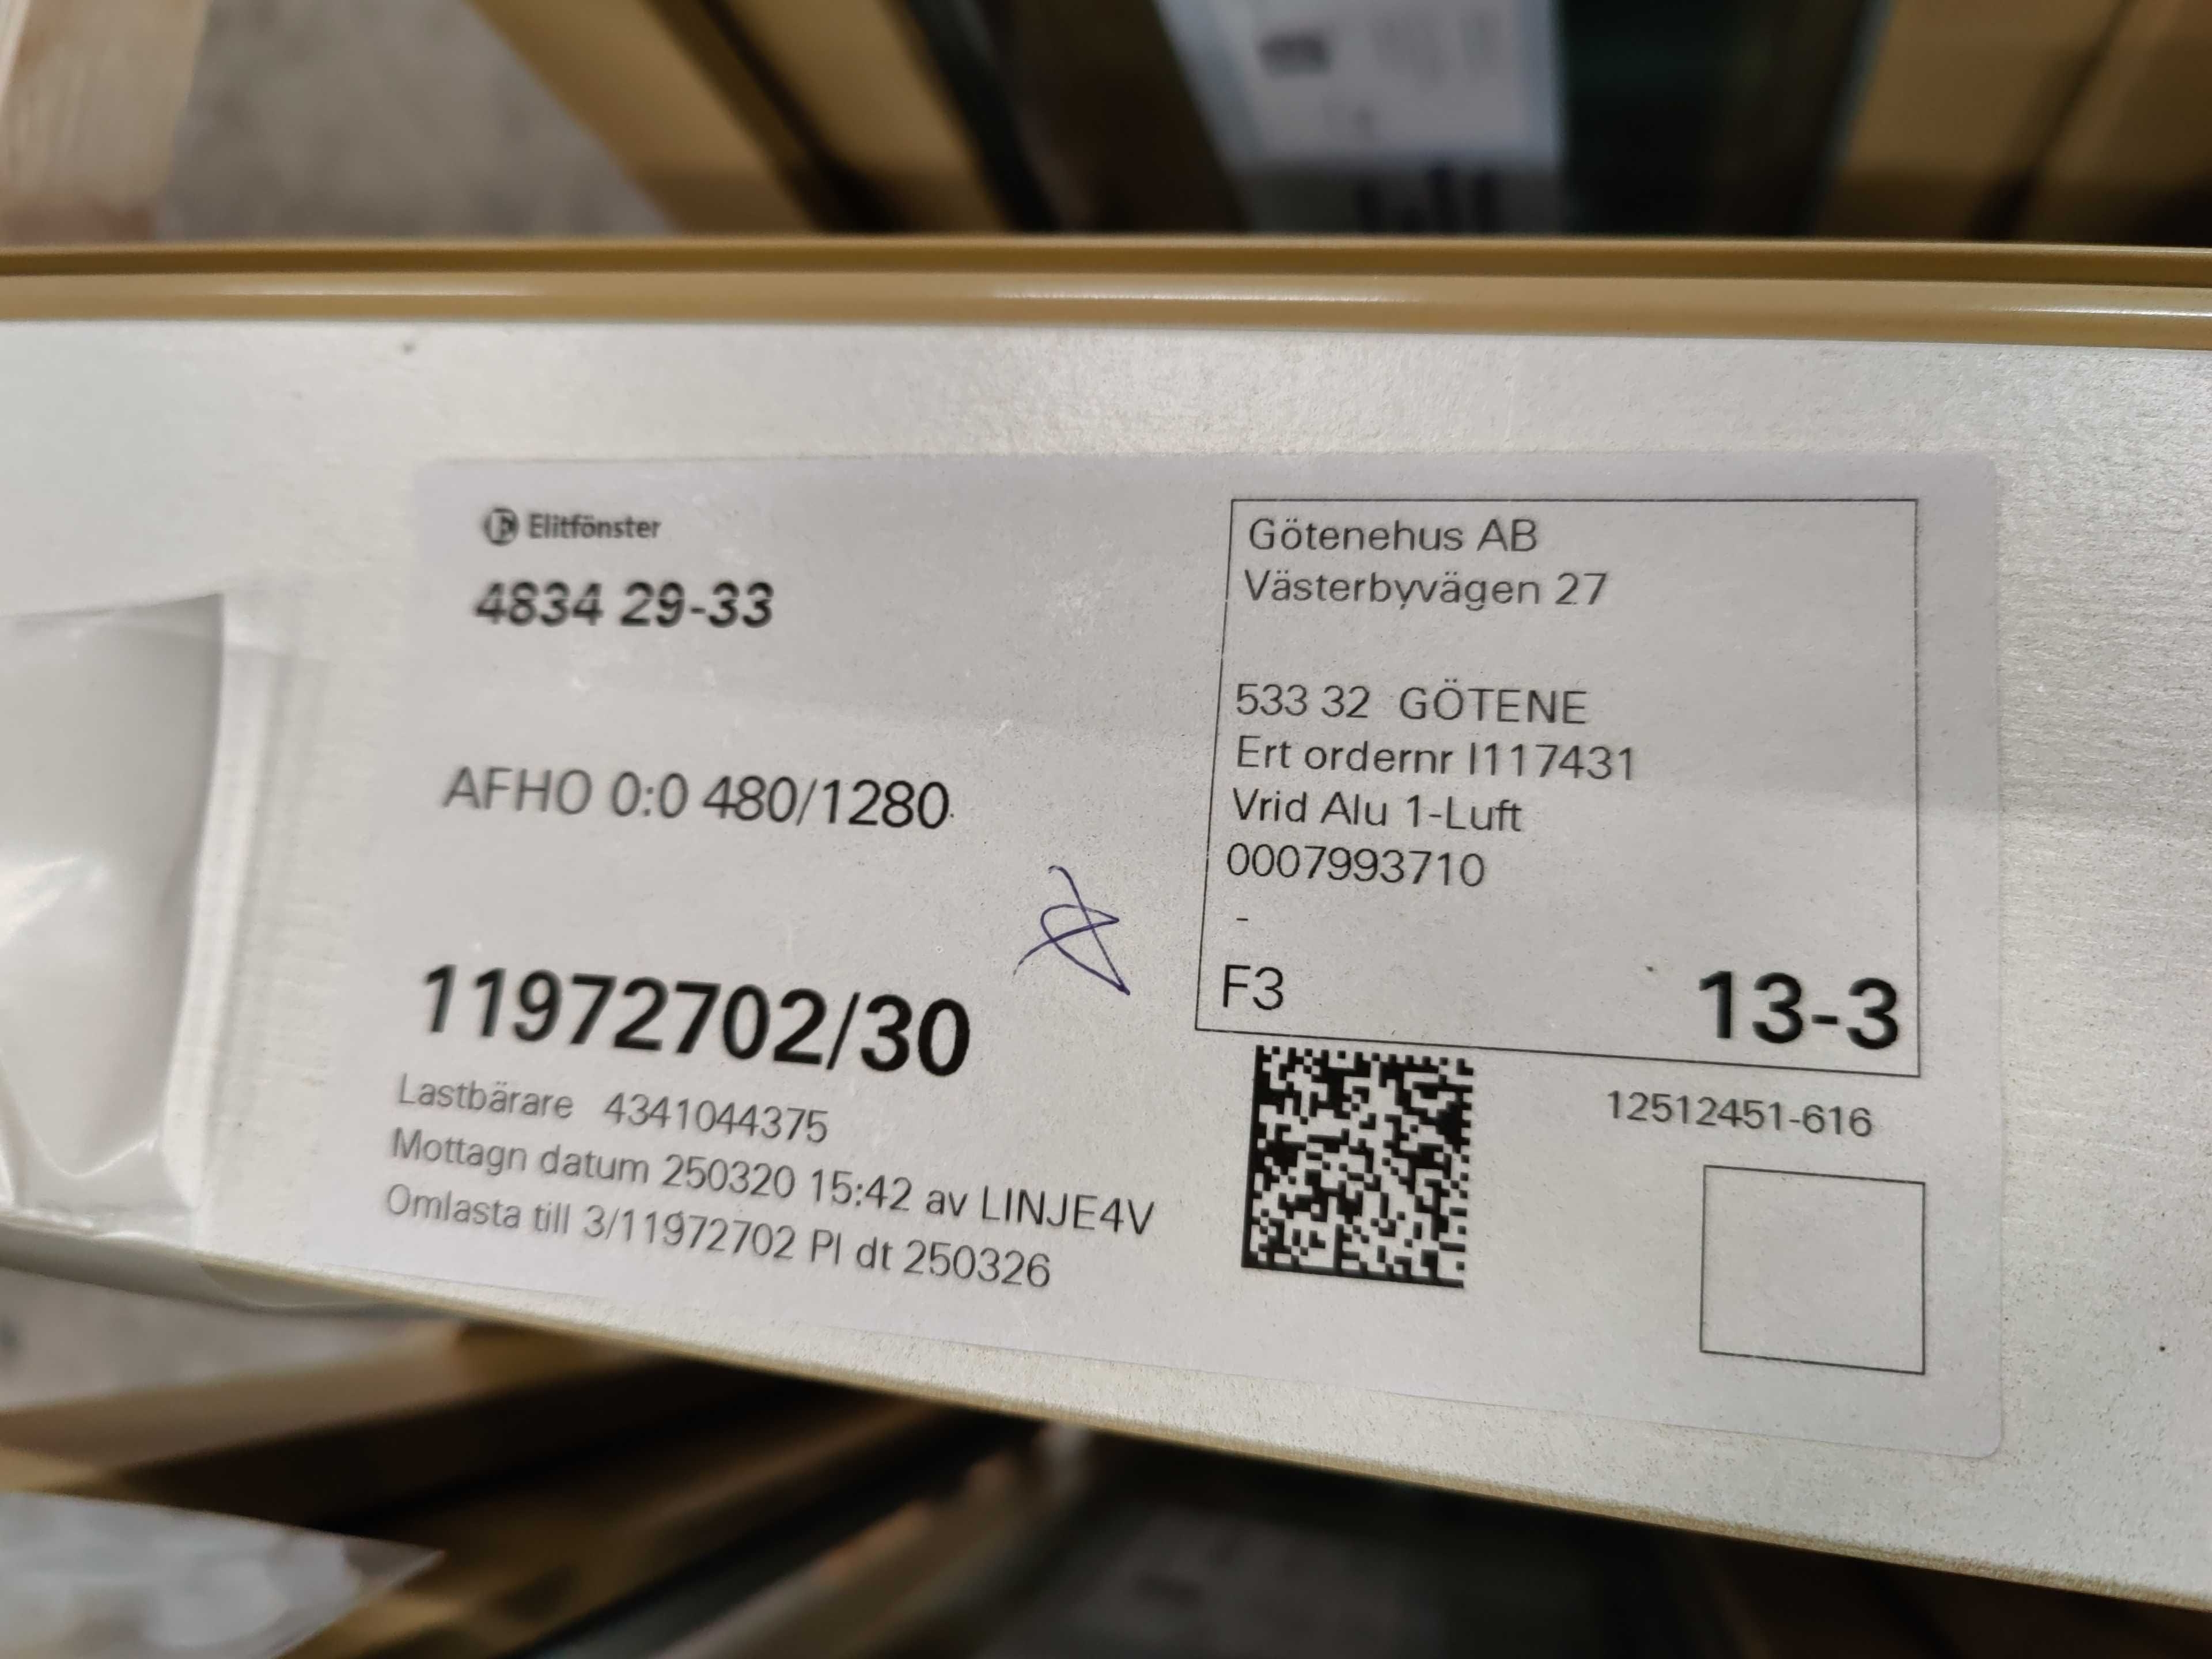 Elitfönster
4834 29-33
AFHO 0:0 480/1280
11972702/30
Lastbärare 4341044375
Mottagn datum 250320 15:42 av LINJE4V
Omlasta till 3/11972702 Pl dt 250326
Götenehus AB
Västerbyvägen 27
533 32 GÖTENE
Ert ordernr I117431
Vrid Alu 1-Luft
0007993710
-
F3
13-3
12512451-616